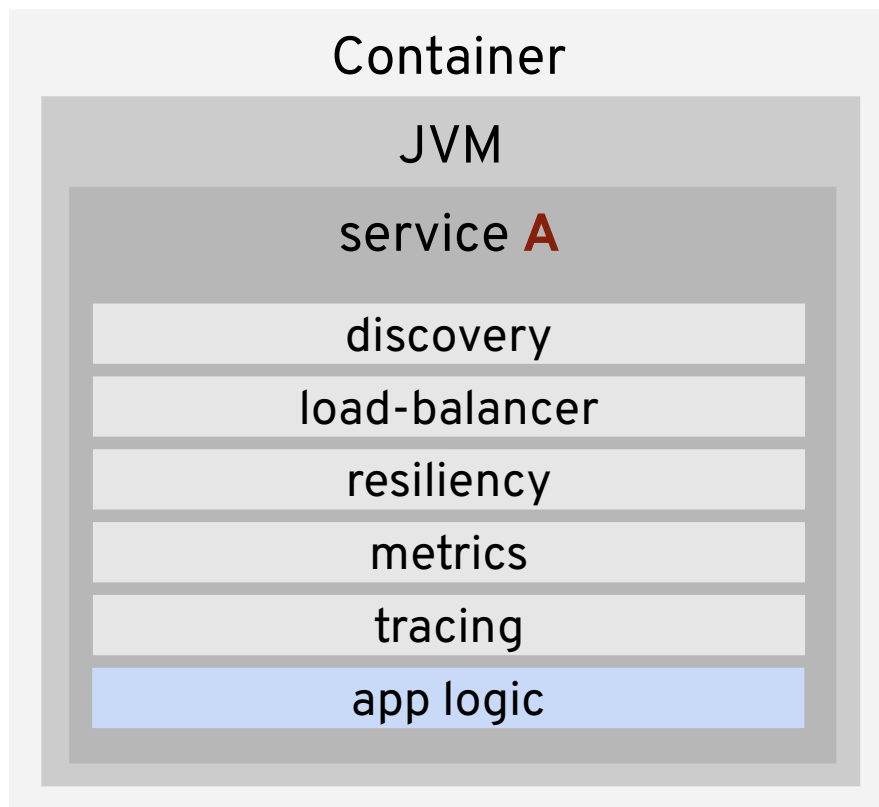 Container
JVM
service A
discovery
load-balancer
resiliency
metrics
tracing
app logic